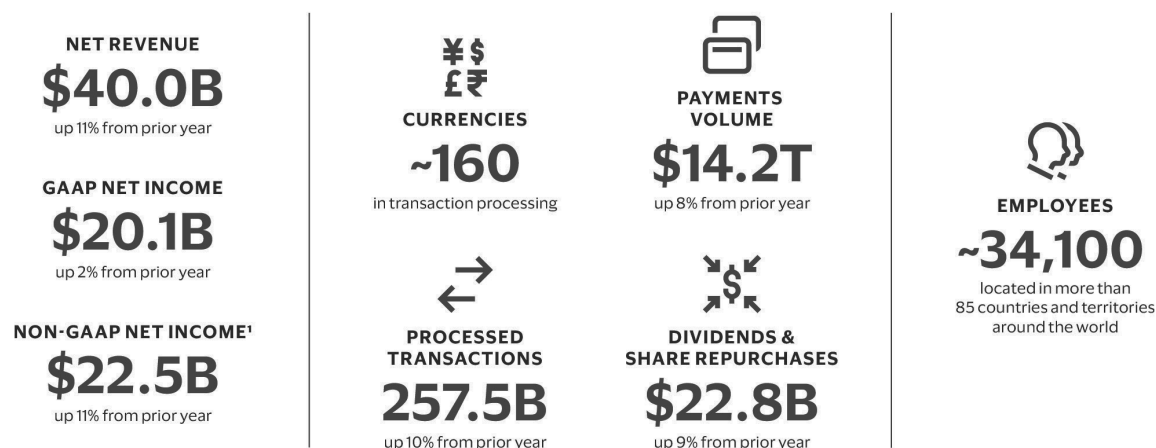 NET REVENUE
$40.0B
up 11% from prior year
GAAP NET INCOME
$20.1B
up 2% from prior year
NON-GAAP NET INCOME¹
$22.5B
up 11% from prior year
¥ $
£ ₹
CURRENCIES
~160
in transaction processing
PROCESSED
TRANSACTIONS
257.5B
up 10% from prior year
PAYMENTS
VOLUME
$14.2T
up 8% from prior year
$
DIVIDENDS &
SHARE REPURCHASES
$22.8B
up 9% from prior year
EMPLOYEES
~34,100
located in more than
85 countries and territories
around the world